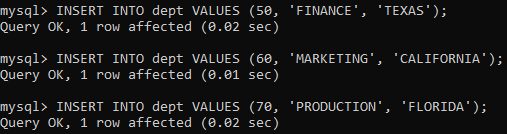 mysql> INSERT INTO dept VALUES (50, 'FINANCE', 'TEXAS');
Query OK, 1 row affected (0.02 sec)
mysql> INSERT INTO dept VALUES (60, 'MARKETING', 'CALIFORNIA');
Query OK, 1 row affected (0.01 sec)
mysql> INSERT INTO dept VALUES (70, 'PRODUCTION', 'FLORIDA');
Query OK, 1 row affected (0.02 sec)